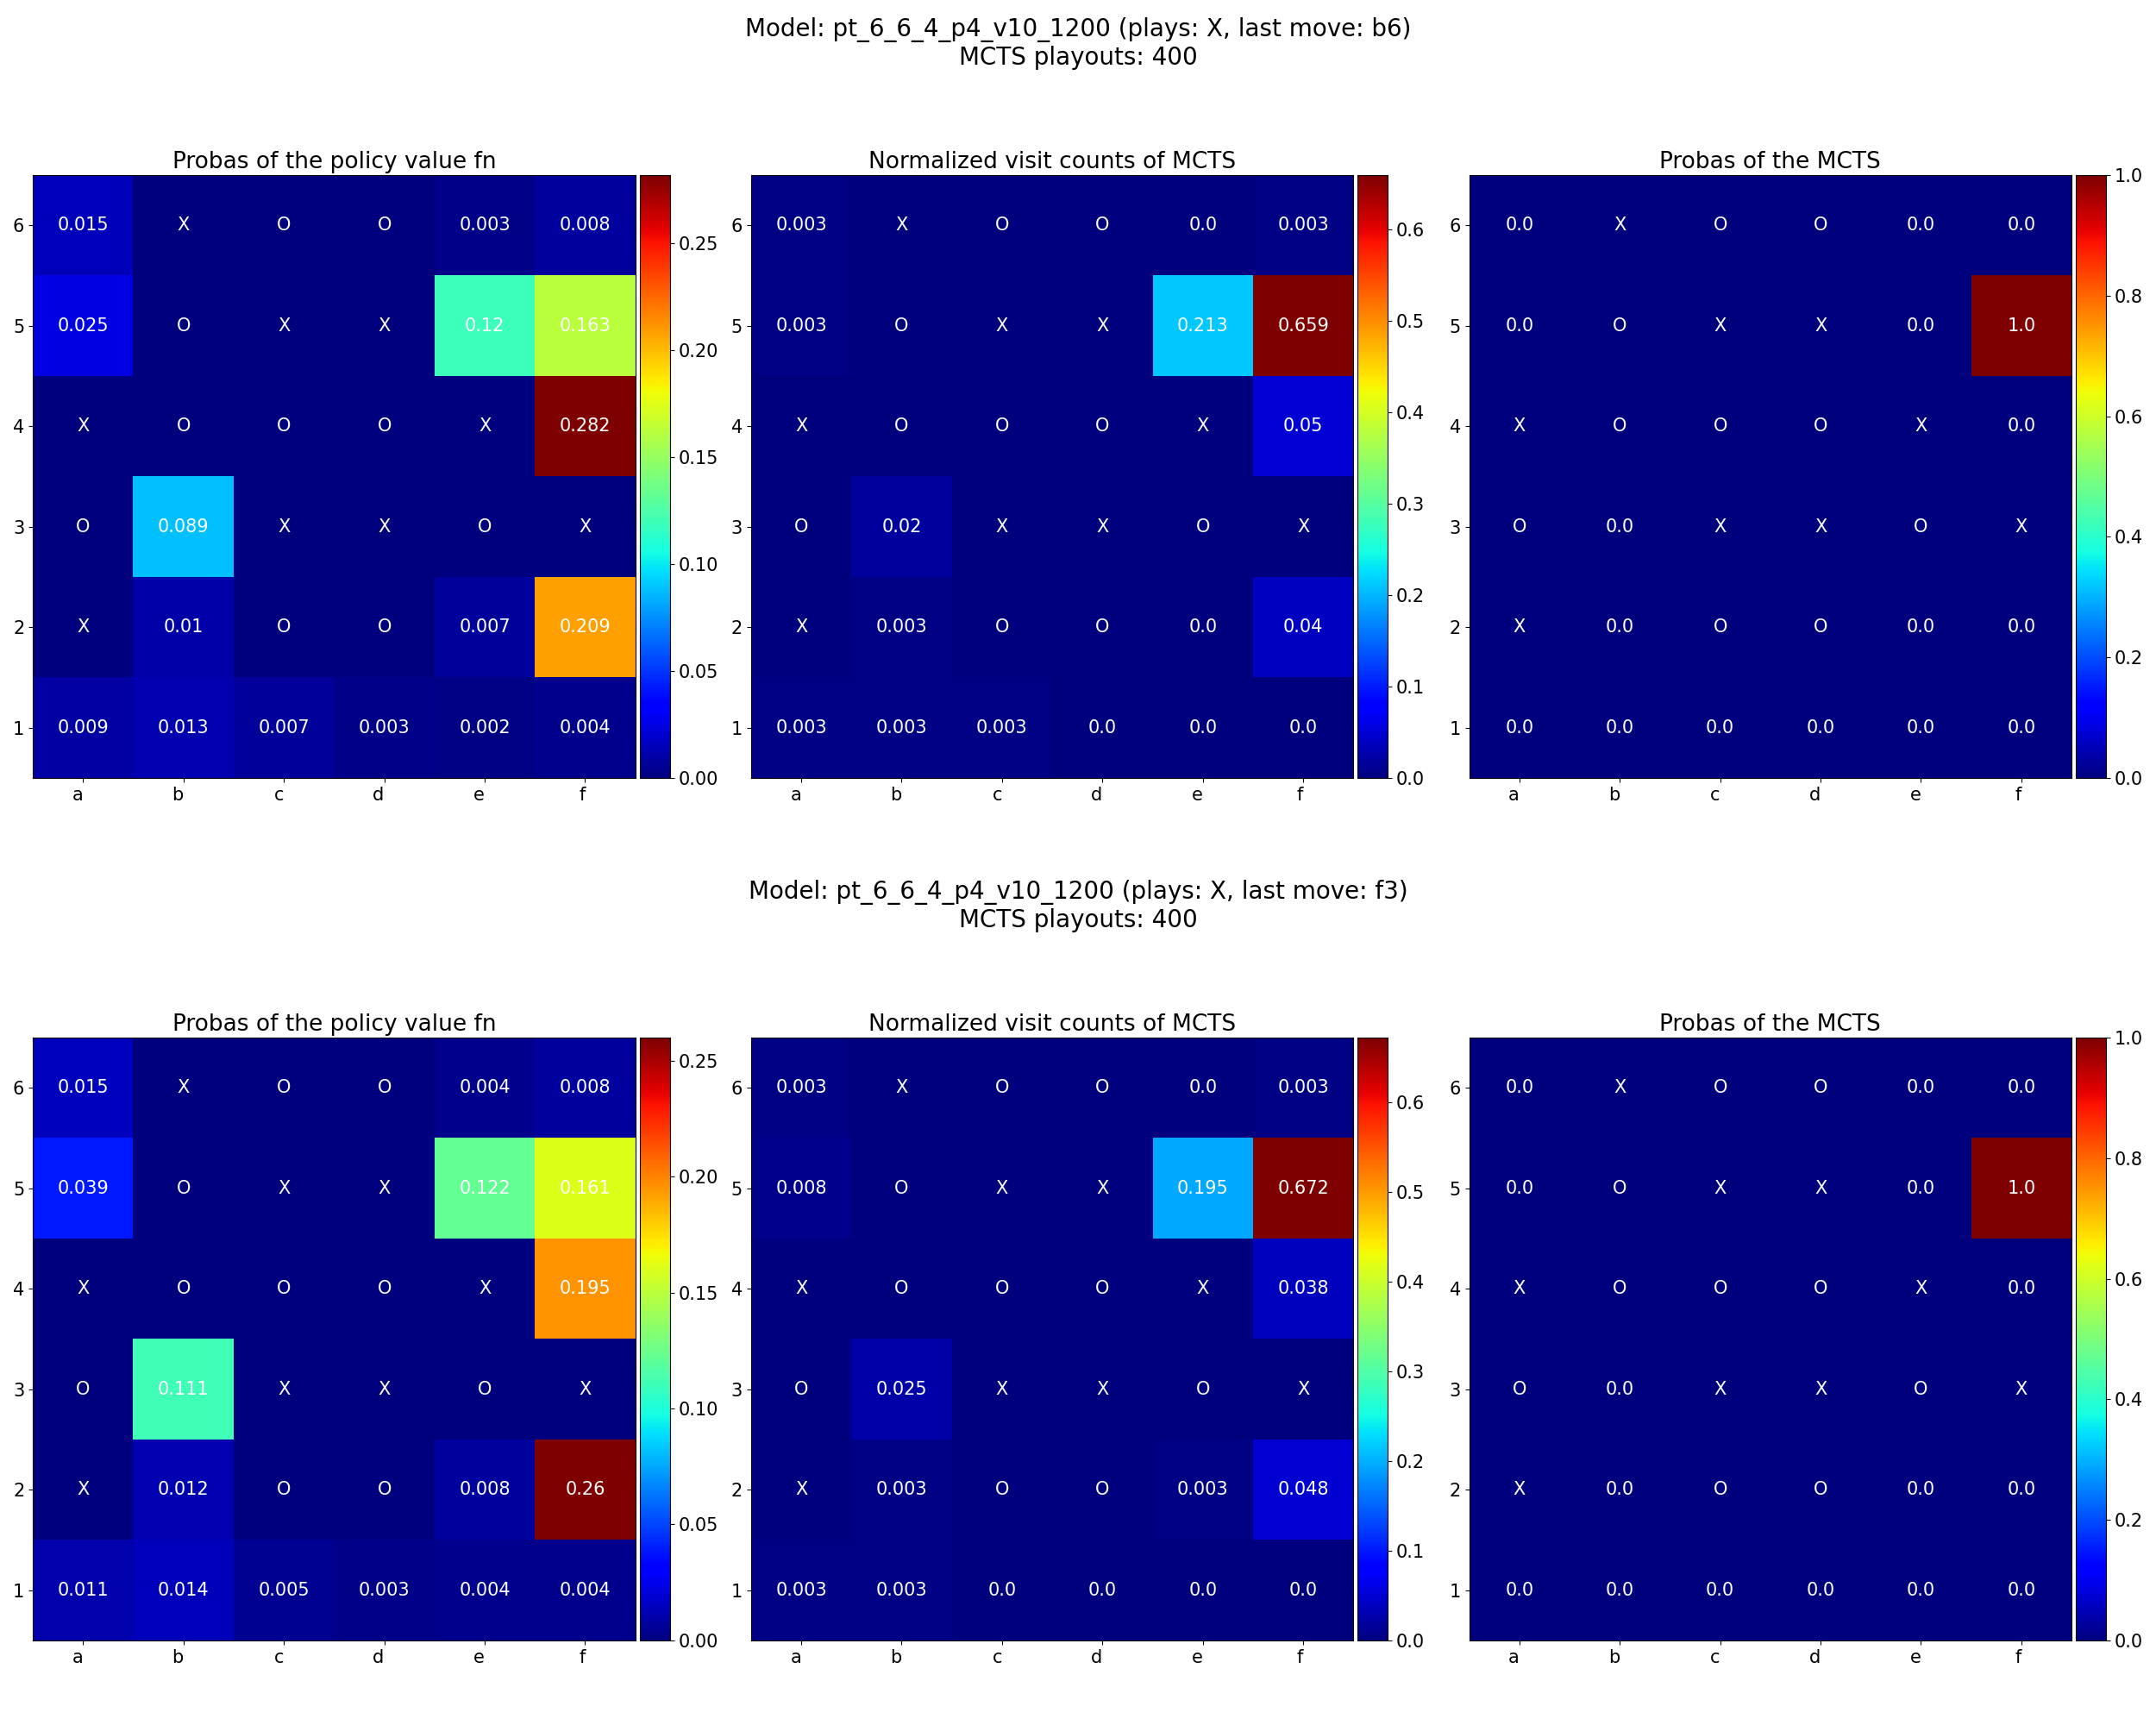 Model: pt_6_6_4_p4_v10_1200 (plays: X, last move: b6)
MCTS playouts: 400
Probas of the policy value fn
Normalized visit counts of MCTS
Probas of the MCTS
6 0.015 X O O 0.003 0.008
5 0.025 O X X 0.12 0.163
4 X O O O X 0.282
3 O 0.089 X X O X
2 X 0.01 O O 0.007 0.209
1 0.009 0.013 0.007 0.003 0.002 0.004
a b c d e f
0.25
0.20
0.15
0.10
0.05
0.00
6 0.003 X O O 0.0 0.003
5 0.003 O X X 0.213 0.659
4 X O O O X 0.05
3 O 0.02 X X O X
2 X 0.003 O O 0.0 0.04
1 0.003 0.003 0.003 0.0 0.0 0.0
a b c d e f
0.6
0.5
0.4
0.3
0.2
0.1
0.0
6 0.0 X O O 0.0 0.0
5 0.0 O X X 0.0 1.0
4 X O O O X 0.0
3 O 0.0 X X O X
2 X 0.0 O O 0.0 0.0
1 0.0 0.0 0.0 0.0 0.0 0.0
a b c d e f
1.0
0.8
0.6
0.4
0.2
0.0
Model: pt_6_6_4_p4_v10_1200 (plays: X, last move: f3)
MCTS playouts: 400
Probas of the policy value fn
Normalized visit counts of MCTS
Probas of the MCTS
6 0.015 X O O 0.004 0.008
5 0.039 O X X 0.122 0.161
4 X O O O X 0.195
3 O 0.111 X X O X
2 X 0.012 O O 0.008 0.26
1 0.011 0.014 0.005 0.003 0.004 0.004
a b c d e f
0.25
0.20
0.15
0.10
0.05
0.00
6 0.003 X O O 0.0 0.003
5 0.008 O X X 0.195 0.672
4 X O O O X 0.038
3 O 0.025 X X O X
2 X 0.003 O O 0.003 0.048
1 0.003 0.003 0.0 0.0 0.0 0.0
a b c d e f
0.6
0.5
0.4
0.3
0.2
0.1
0.0
6 0.0 X O O 0.0 0.0
5 0.0 O X X 0.0 1.0
4 X O O O X 0.0
3 O 0.0 X X O X
2 X 0.0 O O 0.0 0.0
1 0.0 0.0 0.0 0.0 0.0 0.0
a b c d e f
1.0
0.8
0.6
0.4
0.2
0.0